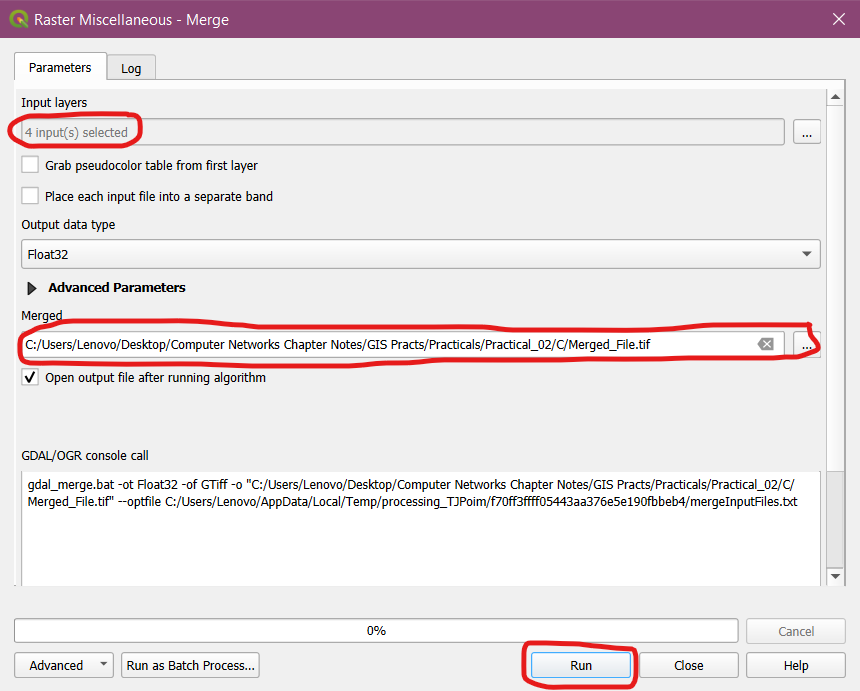 Raster Miscellaneous - Merge
Parameters
Log
Input layers
4 input(s) selected
...
Grab pseudocolor table from first layer
Place each input file into a separate band
Output data type
Float32
Advanced Parameters
Merged
C:/Users/Lenovo/Desktop/Computer Networks Chapter Notes/GIS Practs/Practicals/Practical_02/C/Merged_File.tif
...
Open output file after running algorithm
GDAL/OGR console call
gdal_merge.bat -ot Float32 -of GTiff -o "C:/Users/Lenovo/Desktop/Computer Networks Chapter Notes/GIS Practs/Practicals/Practical_02/C/
Merged_File.tif" --optfile C:/Users/Lenovo/AppData/Local/Temp/processing_TJPoim/f70ff3ffff05443aa376e5e190fbbeb4/mergeInputFiles.txt
0%
Cancel
Advanced
Run as Batch Process...
Run
Close
Help